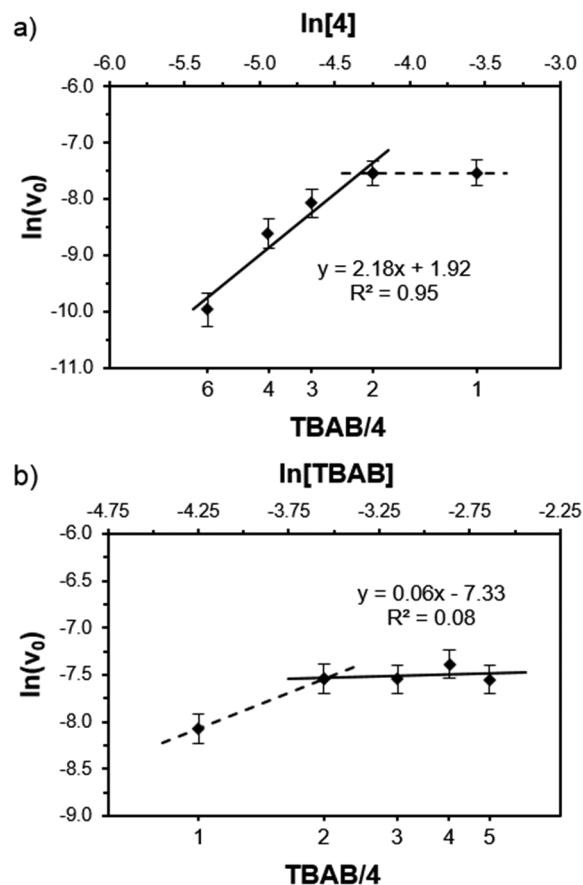 a)
ln[4]
-6.0 -5.5 -5.0 -4.5 -4.0 -3.5 -3.0
-6.0
-7.0
-8.0
-9.0
-10.0
-11.0
ln(v₀)
y = 2.18x + 1.92
R² = 0.95
6 4 3 2 1
TBAB/4
b)
ln[TBAB]
-4.75 -4.25 -3.75 -3.25 -2.75 -2.25
-6.0
-6.5
-7.0
-7.5
-8.0
-8.5
-9.0
ln(v₀)
y = 0.06x - 7.33
R² = 0.08
1 2 3 4 5
TBAB/4